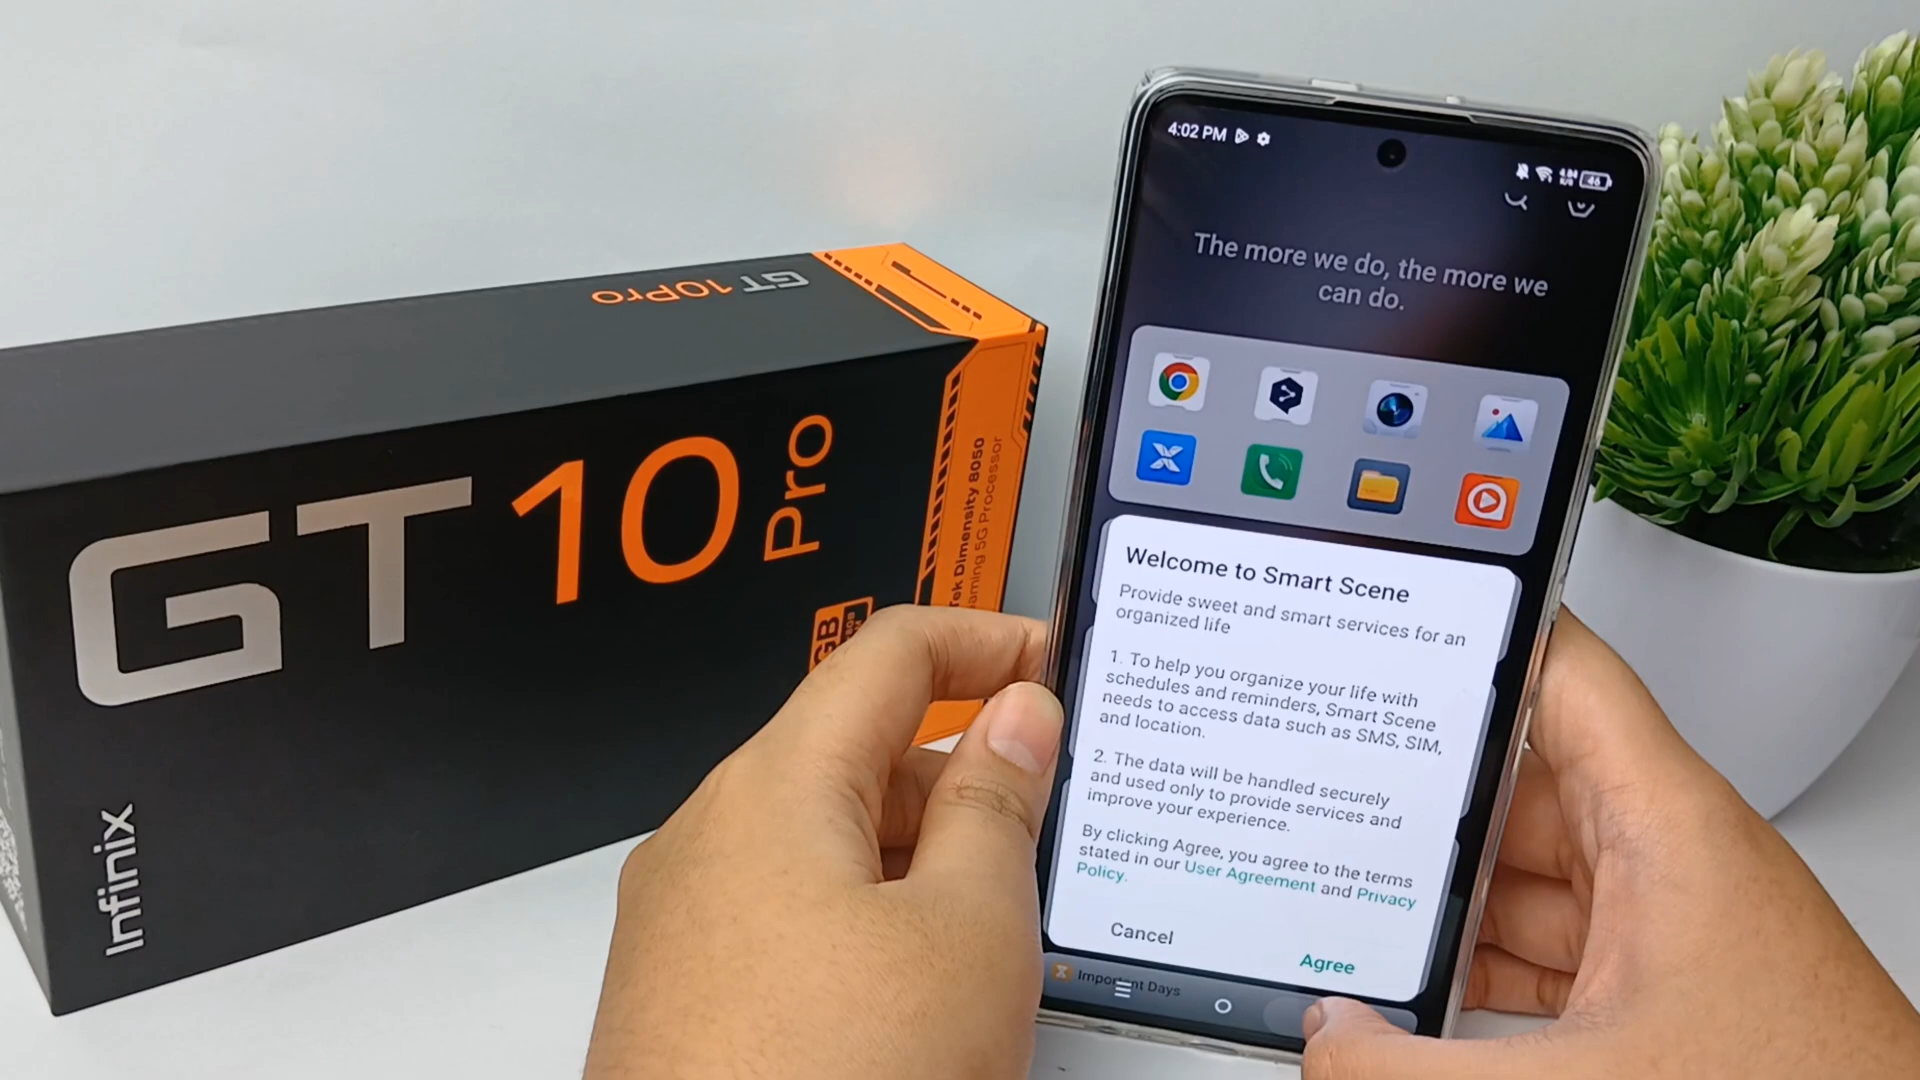 GT 10Pro
GT 10 Pro
Infinix
Dimensity 8050
5G Processor
GB
4:02 PM
46
The more we do, the more we
can do.
Welcome to Smart Scene
Provide sweet and smart services for an
organized life
1. To help you organize your life with
schedules and reminders, Smart Scene
needs to access data such as SMS, SIM,
and location.
2. The data will be handled securely
and used only to provide services and
improve your experience.
By clicking Agree, you agree to the terms
stated in our User Agreement and Privacy
Policy.
Cancel
Agree
Important Days